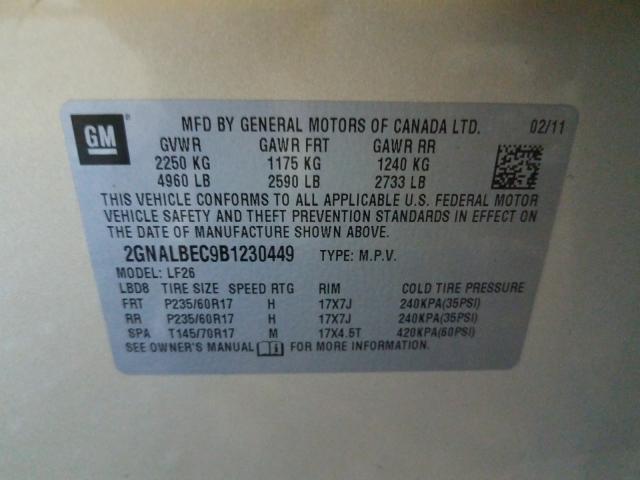 GM MFD BY GENERAL MOTORS OF CANADA LTD. 02/11
GVWR GAWR FRT GAWR RR
2250 KG 1175 KG 1240 KG
4960 LB 2590 LB 2733 LB
THIS VEHICLE CONFORMS TO ALL APPLICABLE U.S. FEDERAL MOTOR
VEHICLE SAFETY AND THEFT PREVENTION STANDARDS IN EFFECT ON
THE DATE OF MANUFACTURE SHOWN ABOVE.
2GNALBEC9B1230449 TYPE: M.P.V.
MODEL: LF26
LBD8 TIRE SIZE SPEED RTG RIM COLD TIRE PRESSURE
FRT P235/60R17 H 17X7J 240KPA(35PSI)
RR P235/60R17 H 17X7J 240KPA(35PSI)
SPA T145/70R17 M 17X4.5T 420KPA(60PSI)
SEE OWNER'S MANUAL FOR MORE INFORMATION.